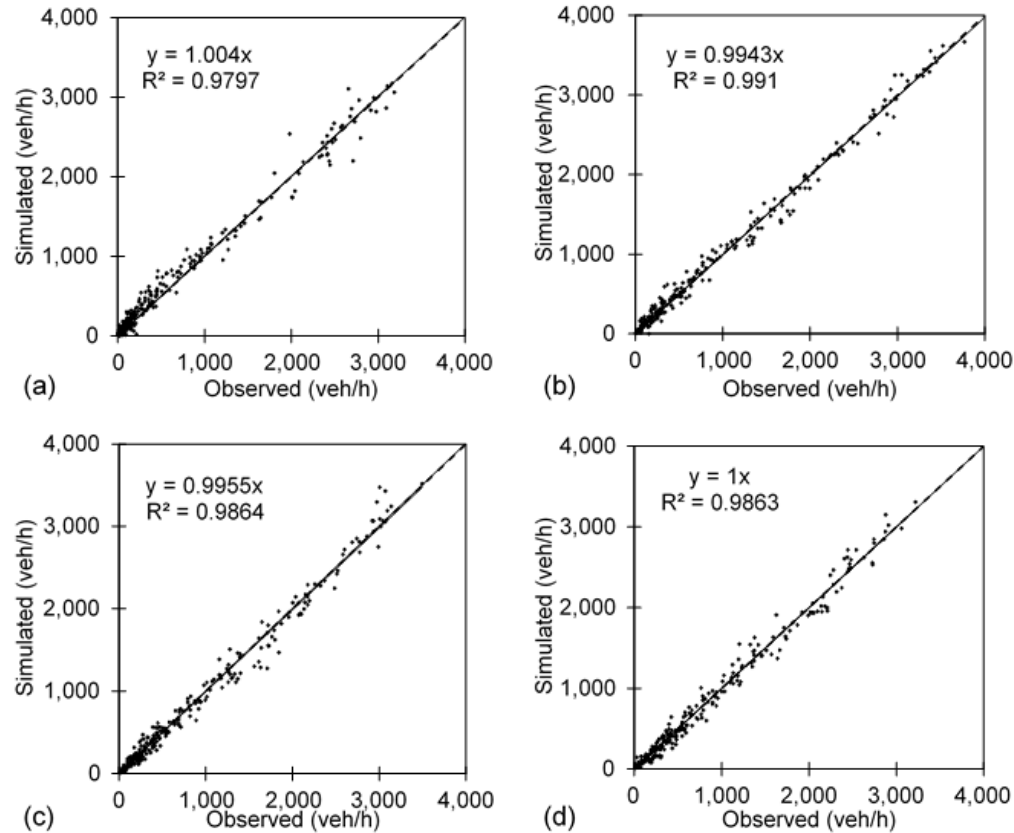 4,000
3,000
2,000
1,000
0
Simulated (veh/h)
y = 1.004x
R² = 0.9797
0 1,000 2,000 3,000 4,000
Observed (veh/h)
(a)
4,000
3,000
2,000
1,000
0
Simulated (veh/h)
y = 0.9943x
R² = 0.991
0 1,000 2,000 3,000 4,000
Observed (veh/h)
(b)
4,000
3,000
2,000
1,000
0
Simulated (veh/h)
y = 0.9955x
R² = 0.9864
0 1,000 2,000 3,000 4,000
Observed (veh/h)
(c)
4,000
3,000
2,000
1,000
0
Simulated (veh/h)
y = 1x
R² = 0.9863
0 1,000 2,000 3,000 4,000
Observed (veh/h)
(d)